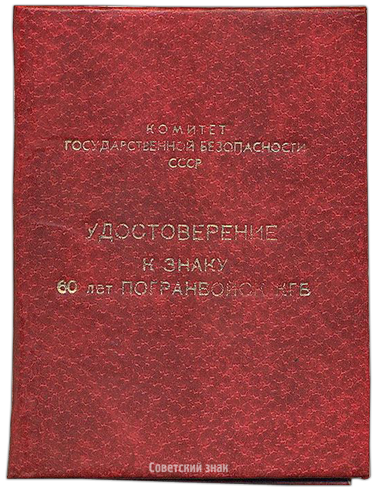 КОМИТЕТ
ГОСУДАРСТВЕННОЙ БЕЗОПАСНОСТИ
СССР
УДОСТОВЕРЕНИЕ
К ЗНАКУ
60 лет ПОГРАНВОЙСК КГБ
Советский знак